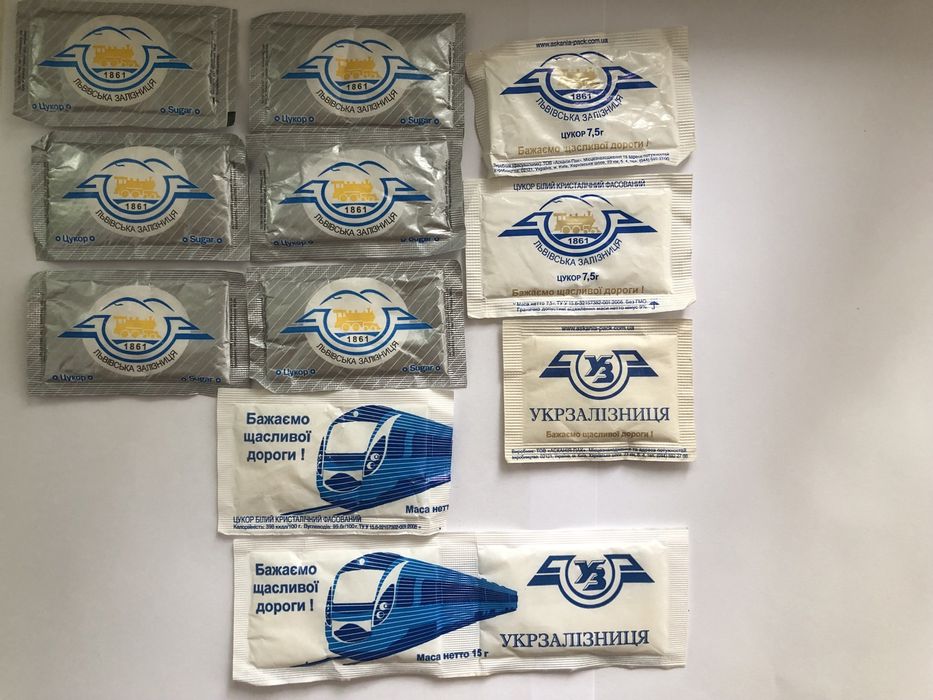 1861
ЛЬВІВСЬКА ЗАЛІЗНИЦЯ
Цукор Sugar
1861
ЛЬВІВСЬКА ЗАЛІЗНИЦЯ
Цукор Sugar
www.askania-pack.com.ua
1861
ЛЬВІВСЬКА ЗАЛІЗНИЦЯ
ЦУКОР 7,5г
Бажаємо щасливої дороги !
1861
ЛЬВІВСЬКА ЗАЛІЗНИЦЯ
Цукор Sugar
1861
ЛЬВІВСЬКА ЗАЛІЗНИЦЯ
Цукор Sugar
ЦУКОР БІЛИЙ КРИСТАЛІЧНИЙ ФАСОВАНИЙ
1861
ЛЬВІВСЬКА ЗАЛІЗНИЦЯ
ЦУКОР 7,5г
Бажаємо щасливої дороги !
1861
ЛЬВІВСЬКА ЗАЛІЗНИЦЯ
Цукор Sugar
1861
ЛЬВІВСЬКА ЗАЛІЗНИЦЯ
Цукор Sugar
www.askania-pack.com.ua
УЗ
УКРЗАЛІЗНИЦЯ
Бажаємо щасливої дороги !
Бажаємо
щасливої
дороги !
Маса нетт
ЦУКОР БІЛИЙ КРИСТАЛІЧНИЙ ФАСОВАНИЙ
Бажаємо
щасливої
дороги !
Маса нетто 15 г
УЗ
УКРЗАЛІЗНИЦЯ